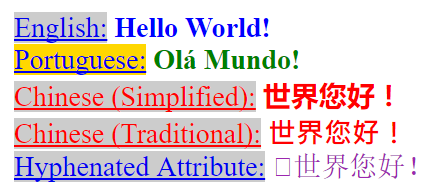 English: Hello World!
Portuguese: Olá Mundo!
Chinese (Simplified): 世界您好！
Chinese (Traditional): 世界您好！
Hyphenated Attribute: 世界您好！